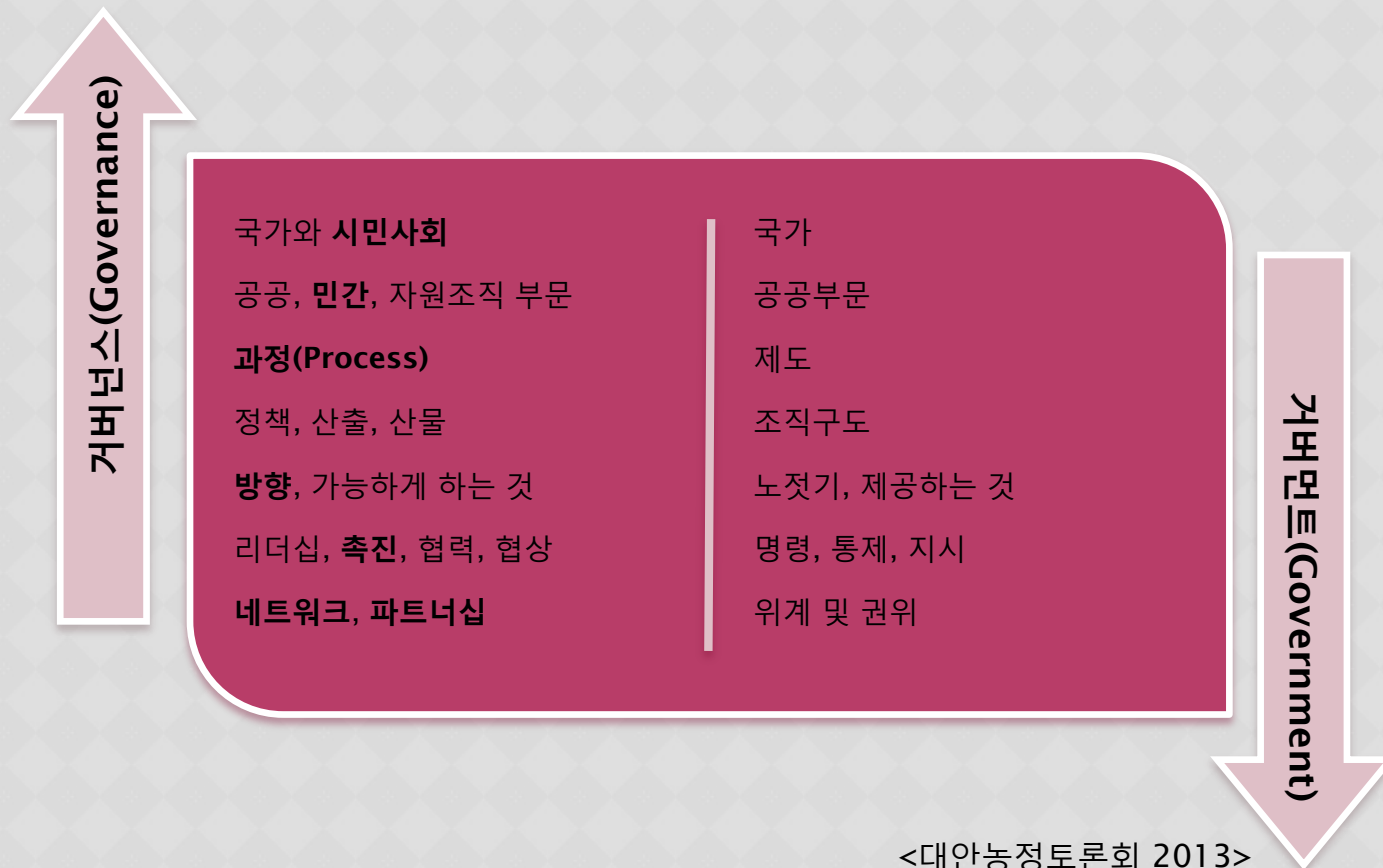 거버넌스(Governance)
국가와 시민사회
공공, 민간, 자원조직 부문
과정(Process)
정책, 산출, 산물
방향, 가능하게 하는 것
리더십, 촉진, 협력, 협상
네트워크, 파트너십
국가
공공부문
제도
조직구도
노젓기, 제공하는 것
명령, 통제, 지시
위계 및 권위
거버먼트(Government)
<대안농정토론회 2013>